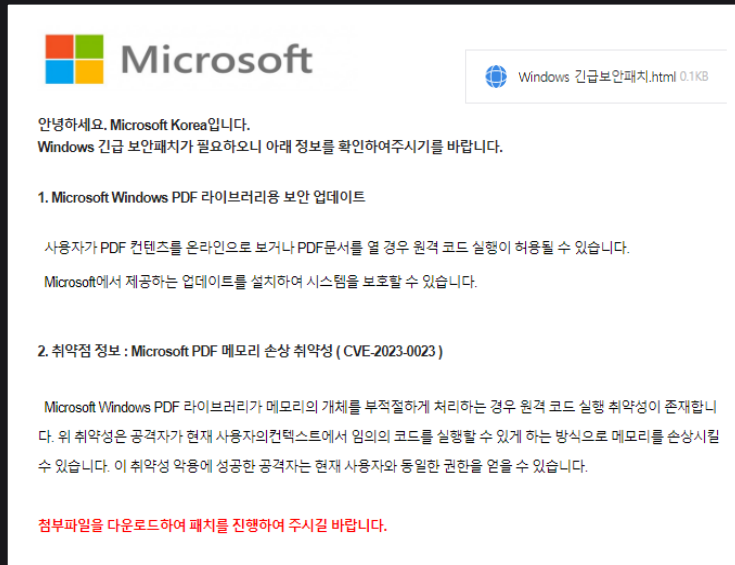 Microsoft
Windows 긴급보안패치.html 0.1KB
안녕하세요. Microsoft Korea입니다.
Windows 긴급 보안패치가 필요하오니 아래 정보를 확인하여주시기를 바랍니다.
1. Microsoft Windows PDF 라이브러리용 보안 업데이트
사용자가 PDF 컨텐츠를 온라인으로 보거나 PDF문서를 열 경우 원격 코드 실행이 허용될 수 있습니다.
Microsoft에서 제공하는 업데이트를 설치하여 시스템을 보호할 수 있습니다.
2. 취약점 정보 : Microsoft PDF 메모리 손상 취약성 ( CVE-2023-0023 )
Microsoft Windows PDF 라이브러리가 메모리의 개체를 부적절하게 처리하는 경우 원격 코드 실행 취약성이 존재합니
다. 위 취약성은 공격자가 현재 사용자의컨텍스트에서 임의의 코드를 실행할 수 있게 하는 방식으로 메모리를 손상시킬
수 있습니다. 이 취약성 악용에 성공한 공격자는 현재 사용자와 동일한 권한을 얻을 수 있습니다.
첨부파일을 다운로드하여 패치를 진행하여 주시길 바랍니다.